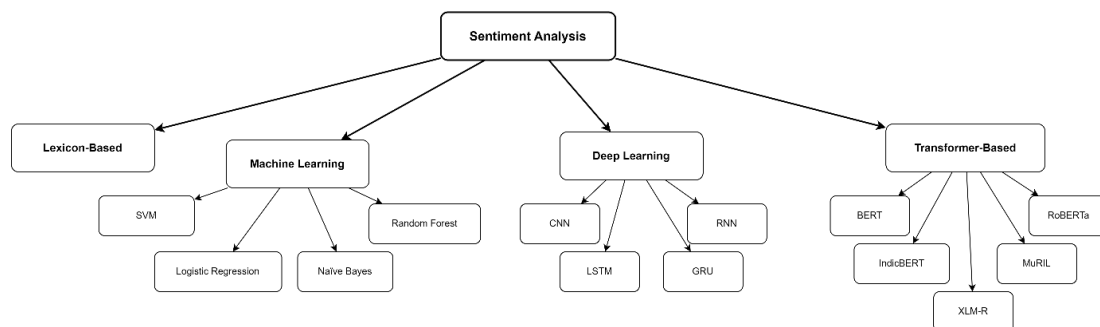 Sentiment Analysis
Lexicon-Based
Machine Learning
Deep Learning
Transformer-Based
SVM
Random Forest
Logistic Regression
Naïve Bayes
CNN
RNN
LSTM
GRU
BERT
RoBERTa
IndicBERT
MuRIL
XLM-R